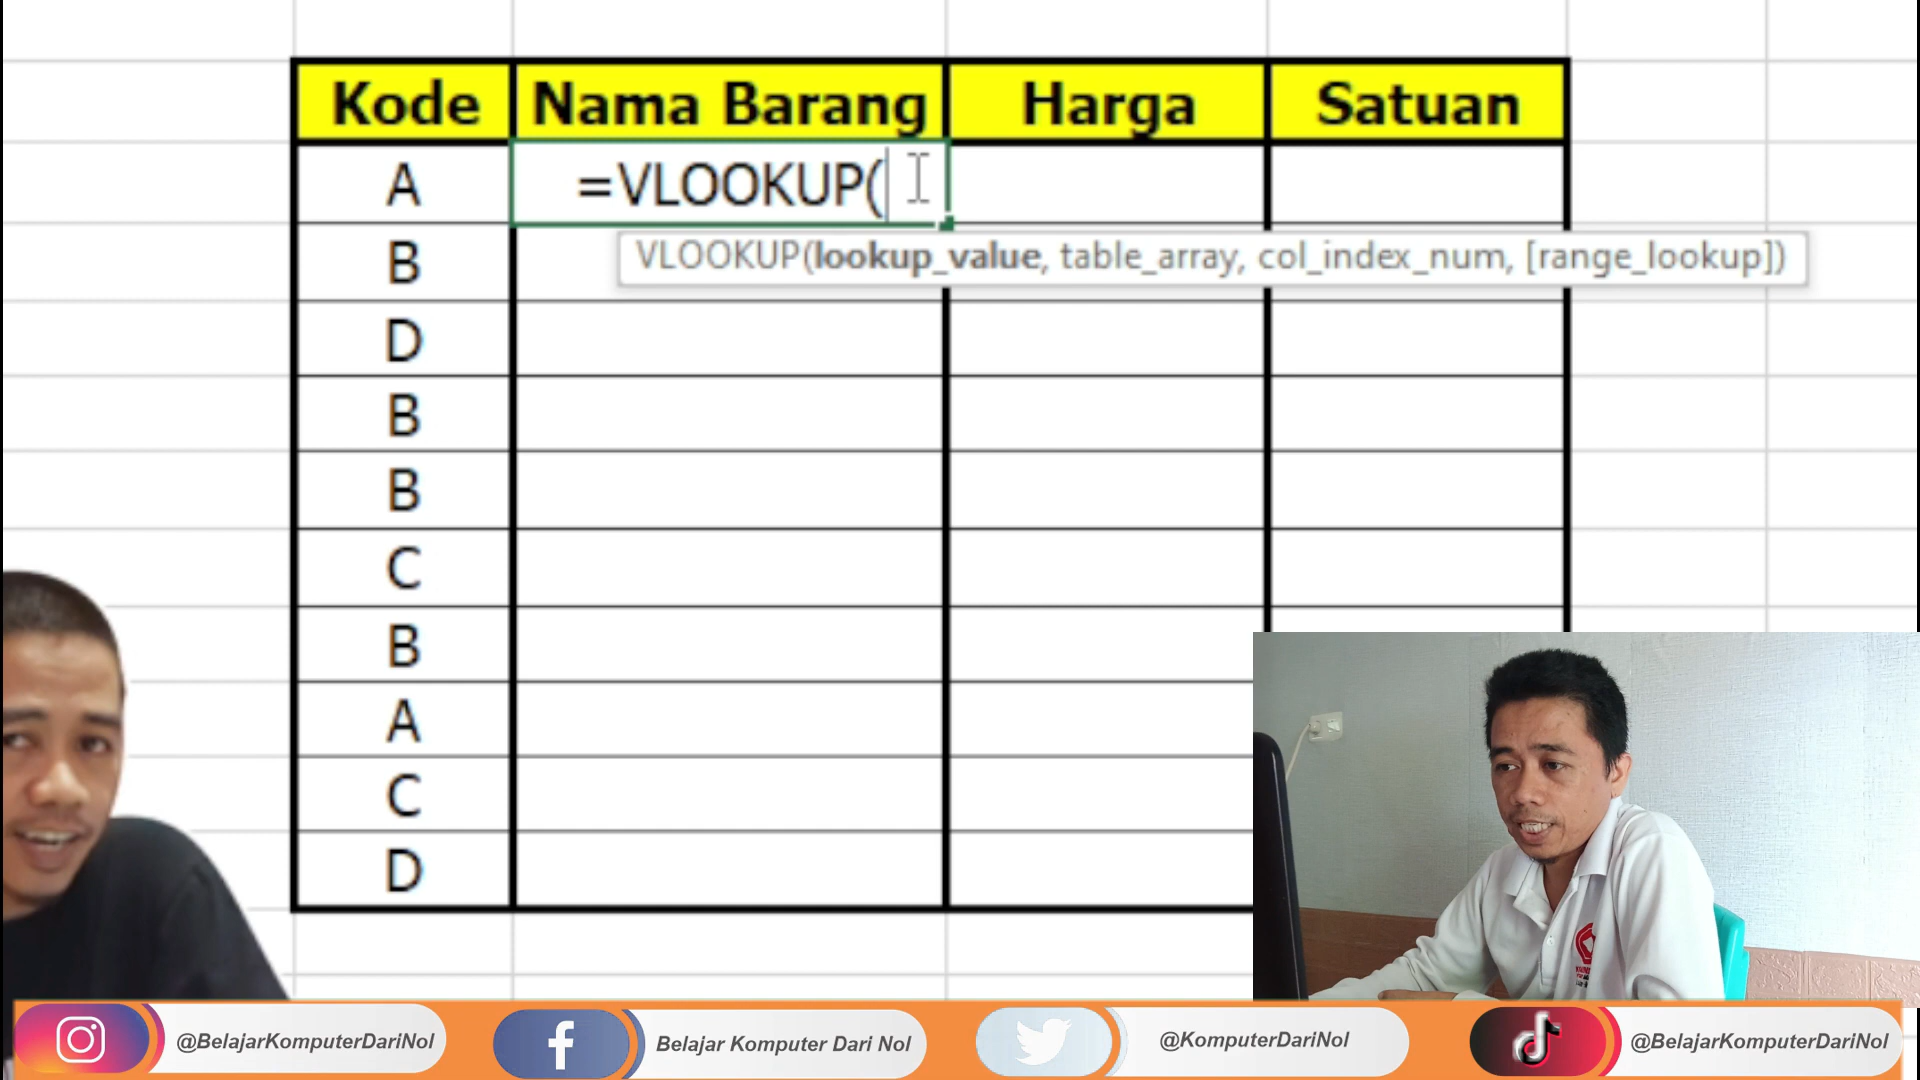 Kode Nama Barang Harga Satuan
A =VLOOKUP(
VLOOKUP(lookup_value, table_array, col_index_num, [range_lookup])
B
D
B
B
C
B
A
C
D
@BelajarKomputerDariNol Belajar Komputer Dari Nol @KomputerDariNol @BelajarKomputerDariNol